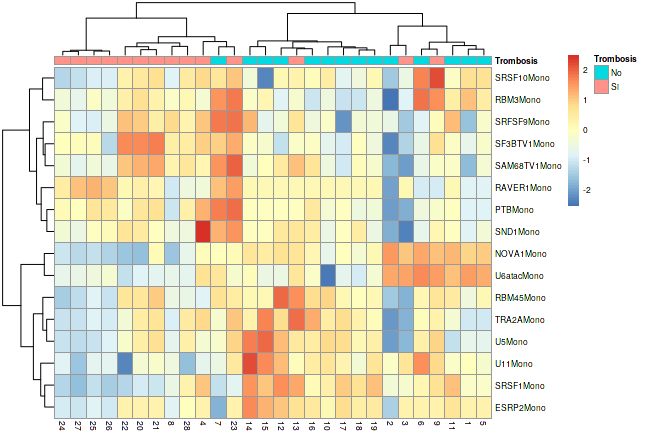 Trombosis
SRSF10Mono
RBM3Mono
SRFSF9Mono
SF3BTV1Mono
SAM68TV1Mono
RAVER1Mono
PTBMono
SND1Mono
NOVA1Mono
U6atacMono
RBM45Mono
TRA2AMono
U5Mono
U11Mono
SRSF1Mono
ESRP2Mono
24 27 25 26 22 20 21 8 28 4 7 23 14 15 12 13 16 10 17 18 19 2 3 6 9 11 1 5
2
1
0
-1
-2
Trombosis
No
SI